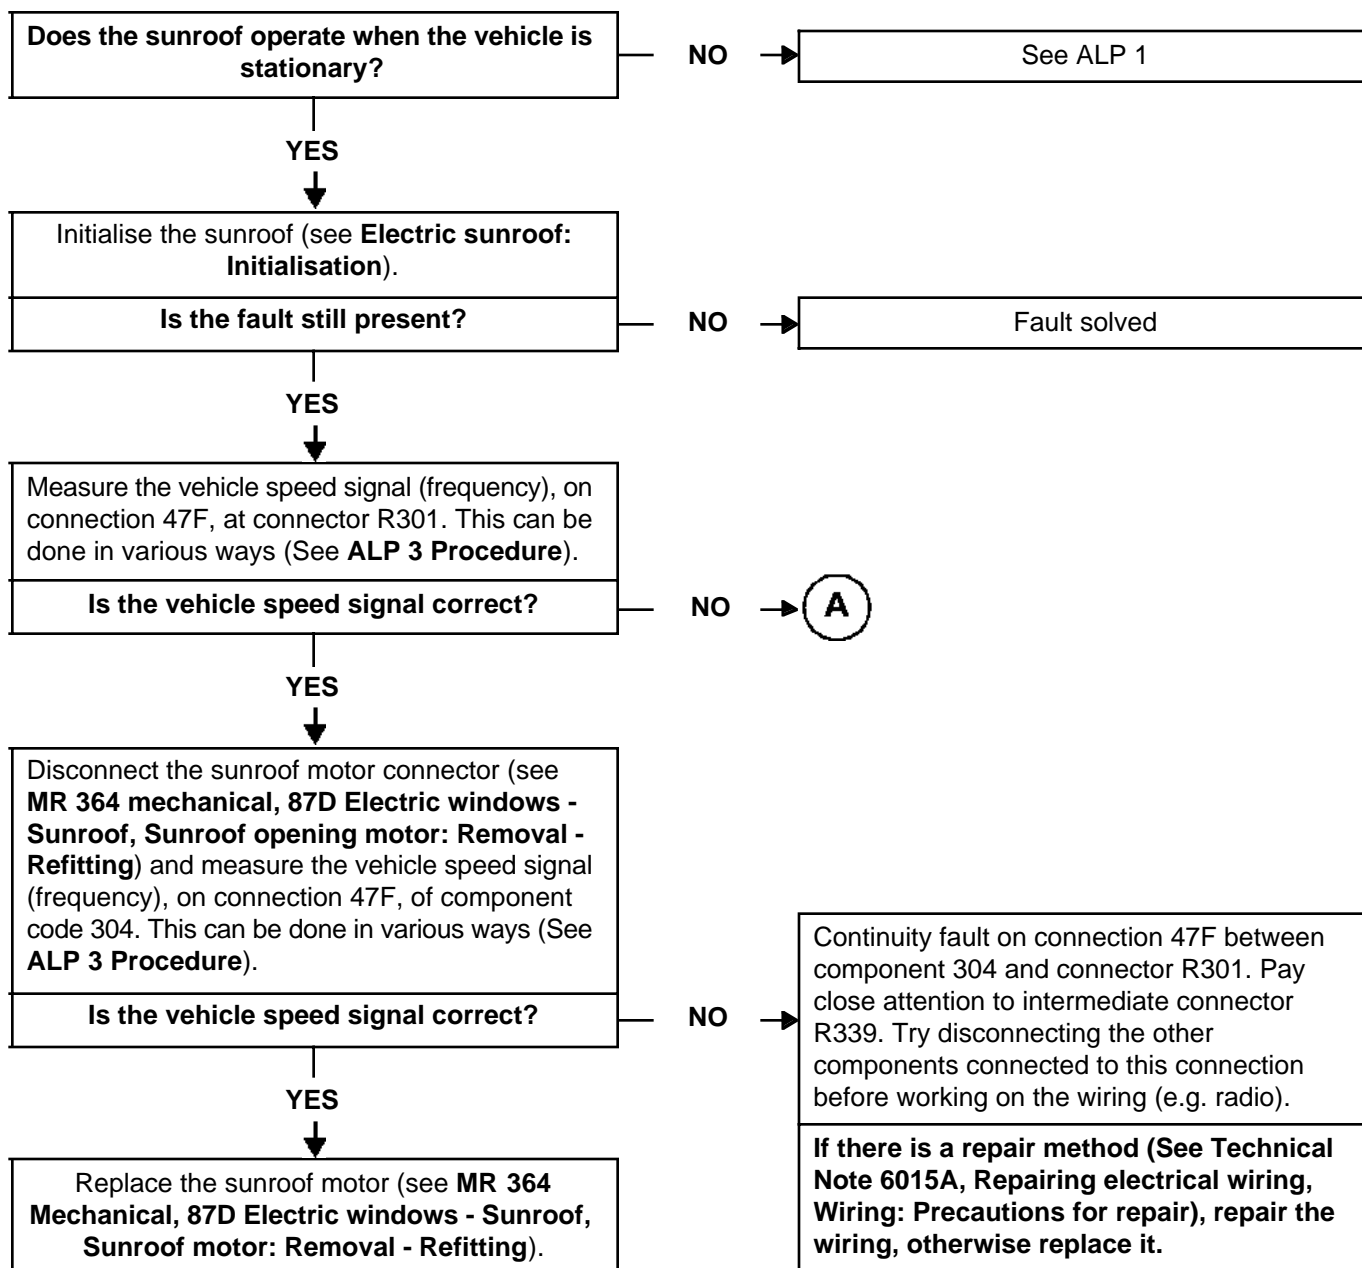 Does the sunroof operate when the vehicle is
stationary?
NO
See ALP 1
YES
Initialise the sunroof (see Electric sunroof:
Initialisation).
Is the fault still present?
NO
Fault solved
YES
Measure the vehicle speed signal (frequency), on
connection 47F, at connector R301. This can be
done in various ways (See ALP 3 Procedure).
Is the vehicle speed signal correct?
NO
A
YES
Disconnect the sunroof motor connector (see
MR 364 mechanical, 87D Electric windows -
Sunroof, Sunroof opening motor: Removal -
Refitting) and measure the vehicle speed signal
(frequency), on connection 47F, of component
code 304. This can be done in various ways (See
ALP 3 Procedure).
Is the vehicle speed signal correct?
NO
Continuity fault on connection 47F between
component 304 and connector R301. Pay
close attention to intermediate connector
R339. Try disconnecting the other
components connected to this connection
before working on the wiring (e.g. radio).
If there is a repair method (See Technical
Note 6015A, Repairing electrical wiring,
Wiring: Precautions for repair), repair the
wiring, otherwise replace it.
YES
Replace the sunroof motor (see MR 364
Mechanical, 87D Electric windows - Sunroof,
Sunroof motor: Removal - Refitting).